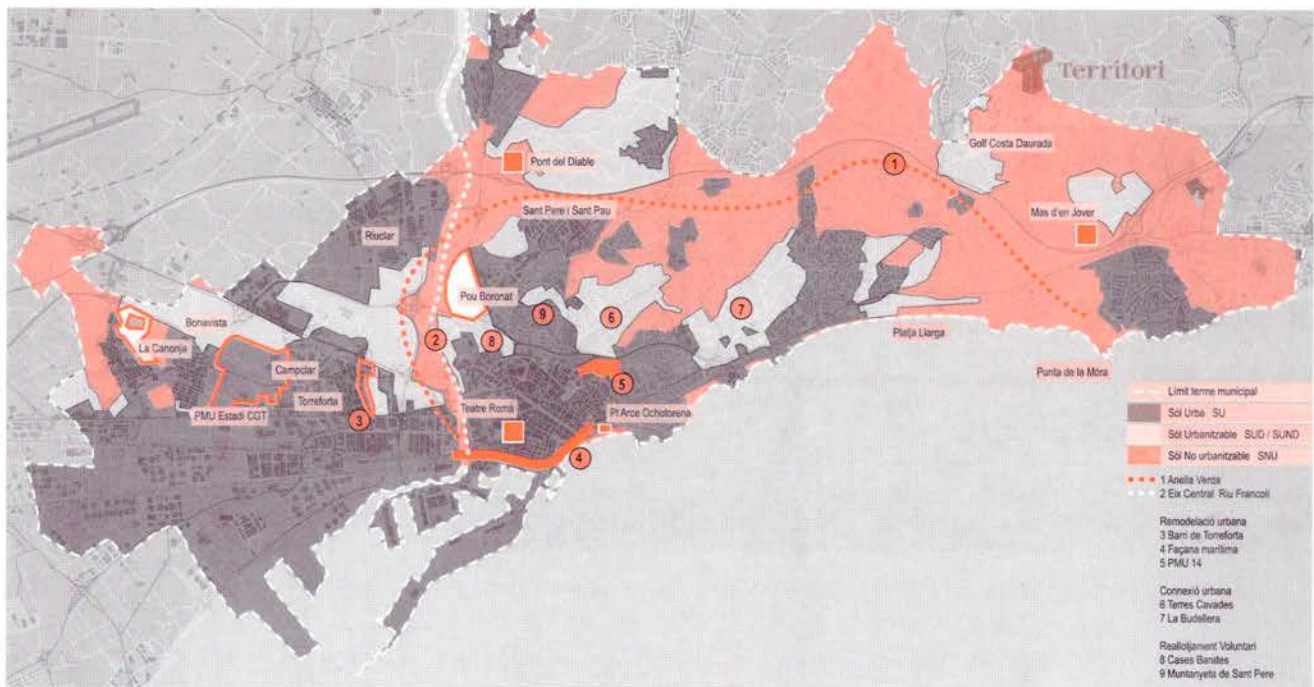 Territori
Golf Costa Daurada
1
Pont del Diable
Mas d'en Jover
Sant Pere i Sant Pau
Riuclar
Pou Boronat
Bonavista
9
6
7
2
8
La Canonja
Platja Llarga
Campclar
Punta de la Móra
5
Torreforta
Teatre Romà
Pl Arce Ochotorena
PMU Estadi CGT
3
4
Límit terme municipal
Sòl Urbà SU
Sòl Urbanitzable SUD / SUND
Sòl No urbanitzable SNU
1 Anella Verda
2 Eix Central Riu Francolí
Remodelació urbana
3 Barri de Torreforta
4 Façana marítima
5 PMU 14
Connexió urbana
6 Terres Cavades
7 La Budellera
Reallotjament Voluntari
8 Cases Barates
9 Muntanyeta de Sant Pere